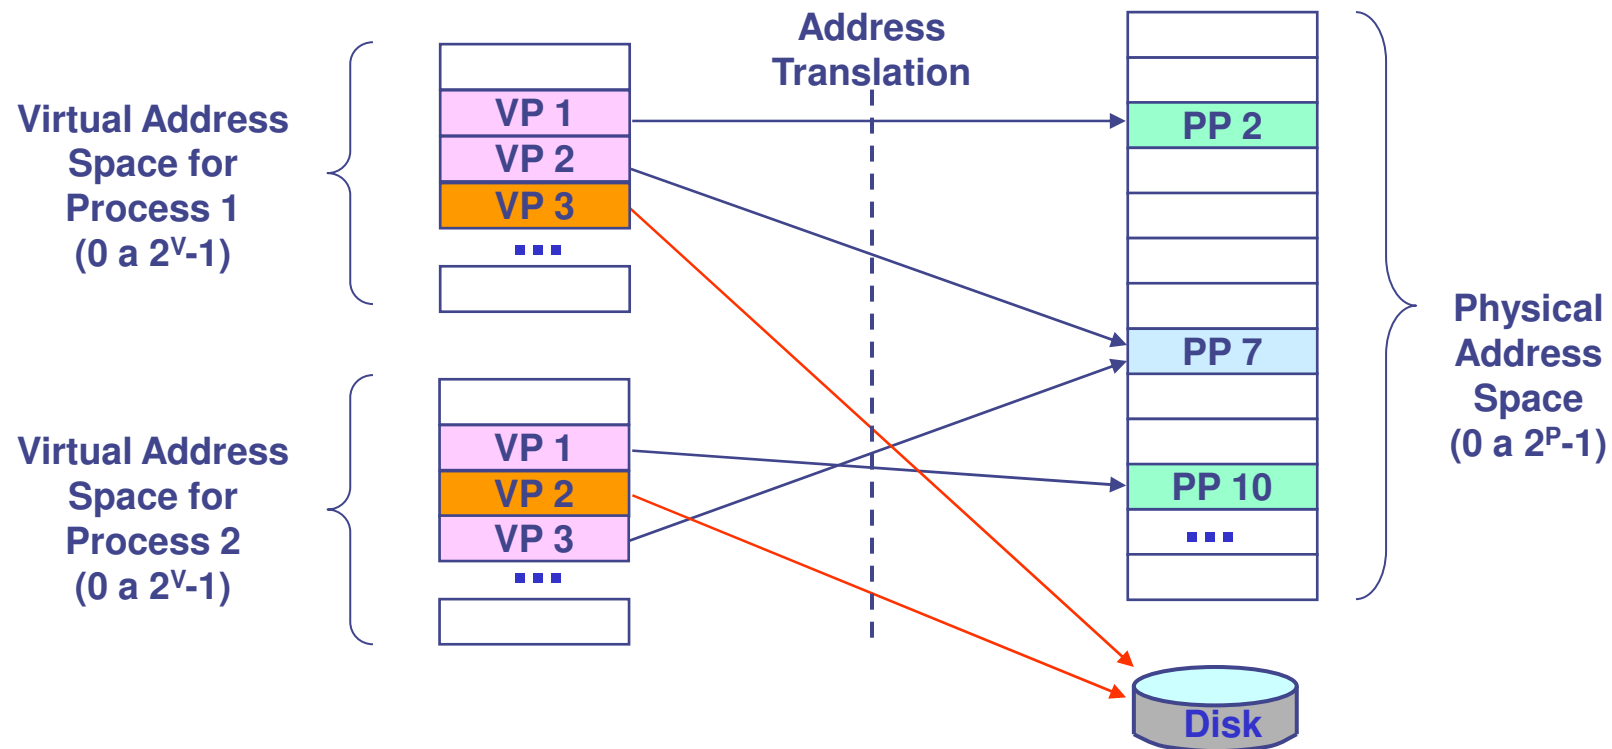 Address
Translation
Virtual Address
Space for
Process 1
(0 a 2ⱽ-1)
VP 1
VP 2
VP 3
...
PP 2
PP 7
PP 10
...
Physical
Address
Space
(0 a 2ᴾ-1)
Virtual Address
Space for
Process 2
(0 a 2ⱽ-1)
VP 1
VP 2
VP 3
...
Disk